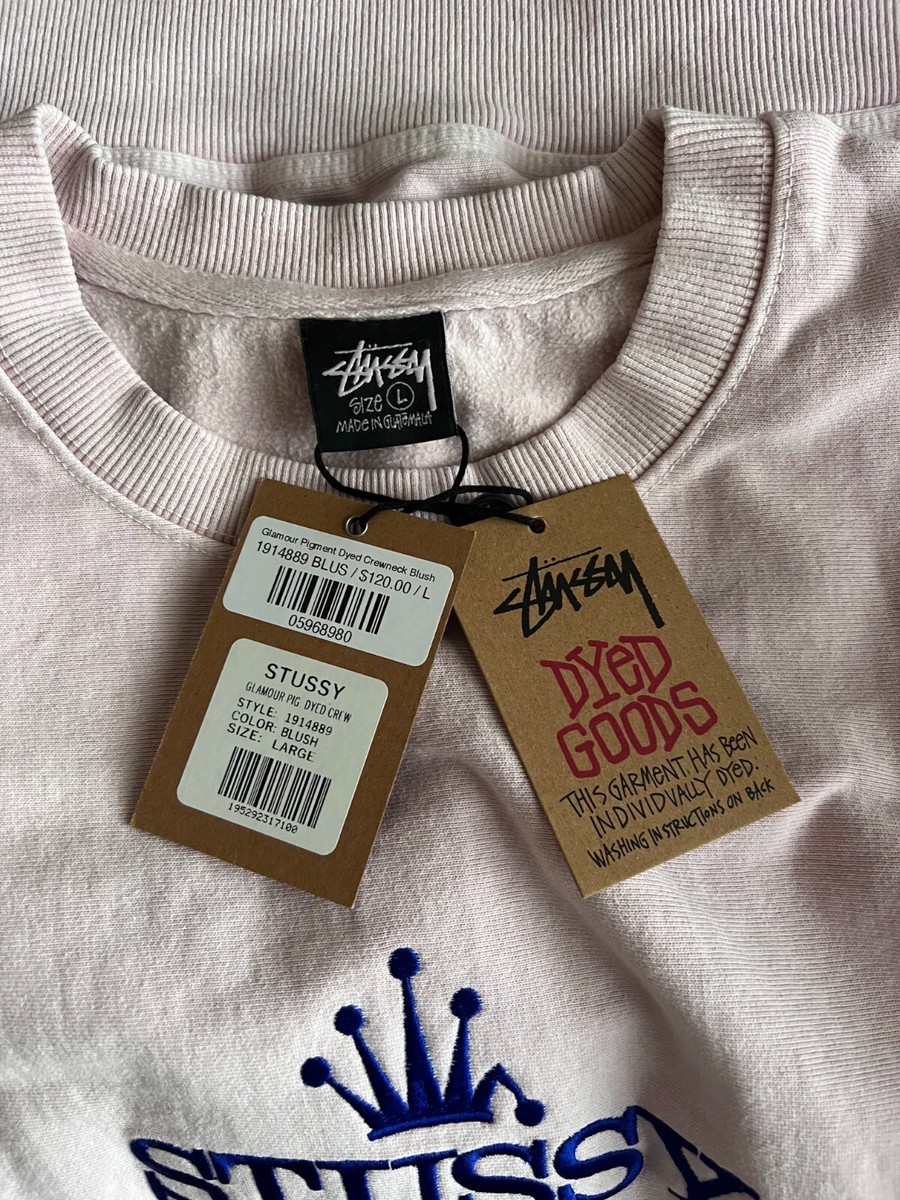 STÜSSY
SIZE L
MADE IN GUATEMALA
Glamour Pigment Dyed Crewneck Blush
1914889 BLUS / $120.00 / L
05968980
STUSSY
GLAMOUR PIG. DYED CREW
STYLE: 1914889
COLOR: BLUSH
SIZE: LARGE
195292317100
STÜSSY
DYED
GOODS
THIS GARMENT HAS BEEN
INDIVIDUALLY DYED.
WASHING INSTRUCTIONS ON BACK
STUSSY